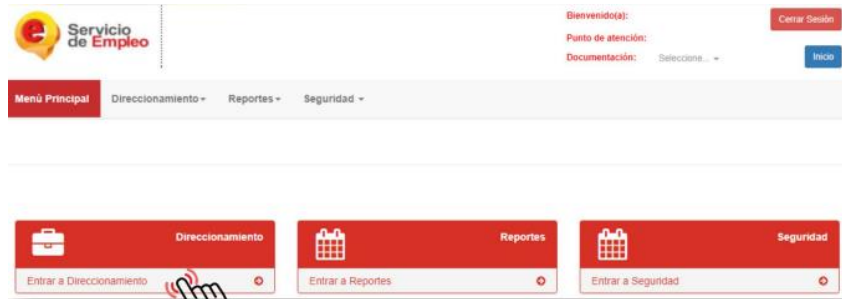 Servicio
de Empleo
Bienvenido(a):
Punto de atención:
Documentación: Seleccione...
Cerrar Sesión
Inicio
Menù Principal Direccionamiento Reportes Seguridad
Direccionamiento
Entrar a Direccionamiento
Reportes
Entrar a Reportes
Seguridad
Entrar a Seguridad